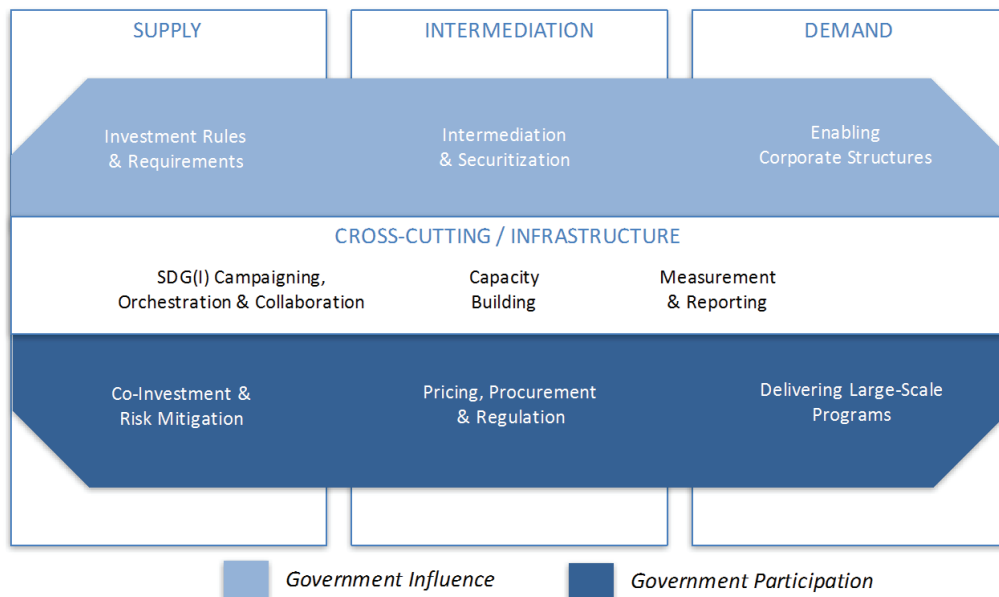 SUPPLY
INTERMEDIATION
DEMAND
Investment Rules
& Requirements
Intermediation
& Securitization
Enabling
Corporate Structures
CROSS-CUTTING / INFRASTRUCTURE
SDG(I) Campaigning,
Orchestration & Collaboration
Capacity
Building
Measurement
& Reporting
Co-Investment &
Risk Mitigation
Pricing, Procurement
& Regulation
Delivering Large-Scale
Programs
Government Influence
Government Participation